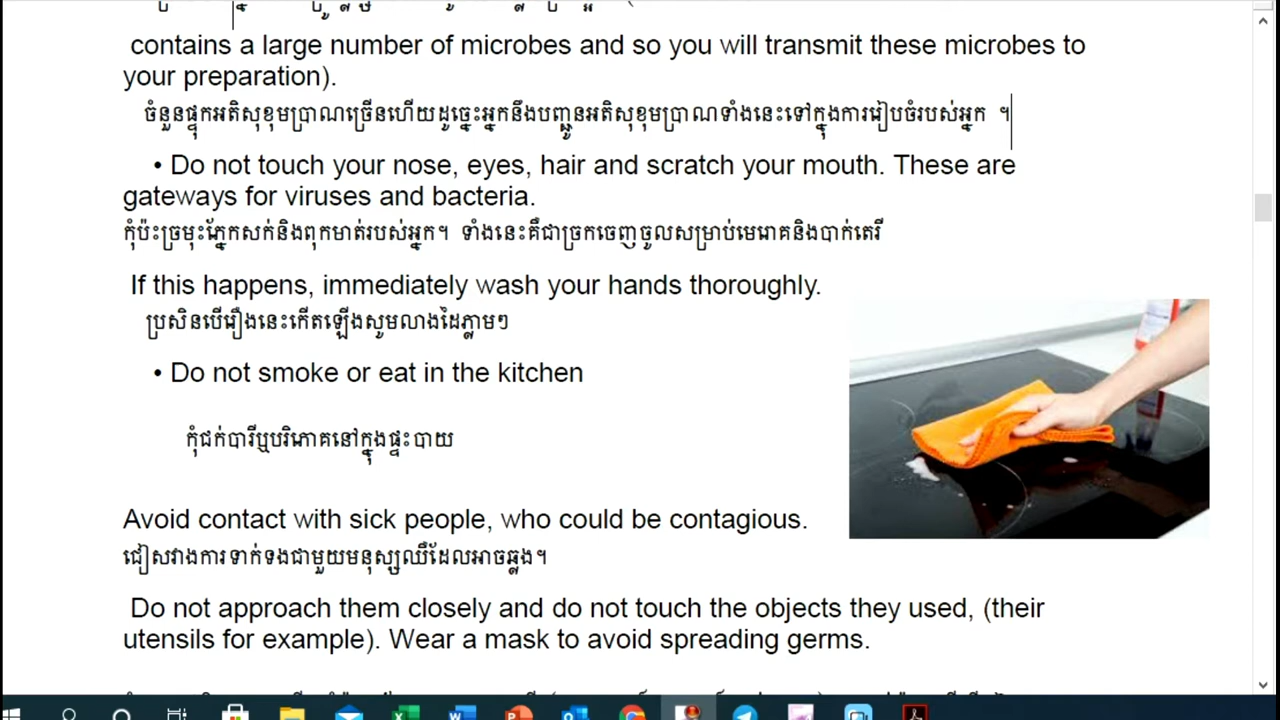 contains a large number of microbes and so you will transmit these microbes to
your preparation).
ចំនួនផ្ទុកអតិសុខុមប្រាណច្រើនហើយដូច្នេះអ្នកនឹងបញ្ជូនអតិសុខុមប្រាណទាំងនេះទៅក្នុងការរៀបចំរបស់អ្នក ។
• Do not touch your nose, eyes, hair and scratch your mouth. These are
gateways for viruses and bacteria.
កុំប៉ះច្រមុះភ្នែកសក់និងពុកមាត់របស់អ្នក។ ទាំងនេះគឺជាច្រកចេញចូលសម្រាប់មេរោគនិងបាក់តេរី
If this happens, immediately wash your hands thoroughly.
ប្រសិនបើរឿងនេះកើតឡើងសូមលាងដៃភ្លាមៗ
• Do not smoke or eat in the kitchen
កុំជក់បារីឬបរិភោគនៅក្នុងផ្ទះបាយ
Avoid contact with sick people, who could be contagious.
ជៀសវាងការទាក់ទងជាមួយមនុស្សឈឺដែលអាចឆ្លង។
Do not approach them closely and do not touch the objects they used, (their
utensils for example). Wear a mask to avoid spreading germs.